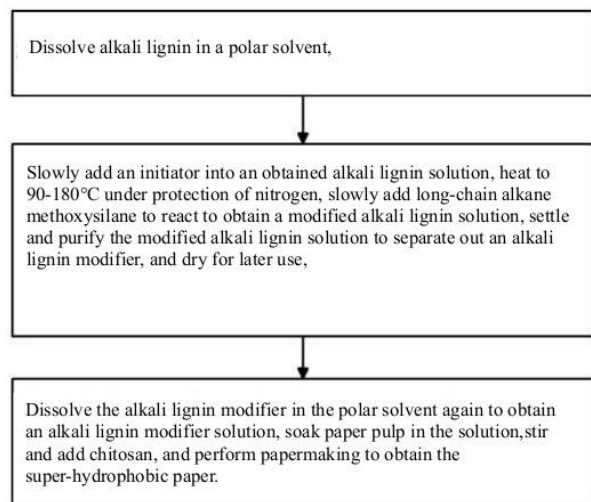 Dissolve alkali lignin in a polar solvent,
Slowly add an initiator into an obtained alkali lignin solution, heat to
90-180°C under protection of nitrogen, slowly add long-chain alkane
methoxysilane to react to obtain a modified alkali lignin solution, settle
and purify the modified alkali lignin solution to separate out an alkali
lignin modifier, and dry for later use,
Dissolve the alkali lignin modifier in the polar solvent again to obtain
an alkali lignin modifier solution, soak paper pulp in the solution,stir
and add chitosan, and perform papermaking to obtain the
super-hydrophobic paper.